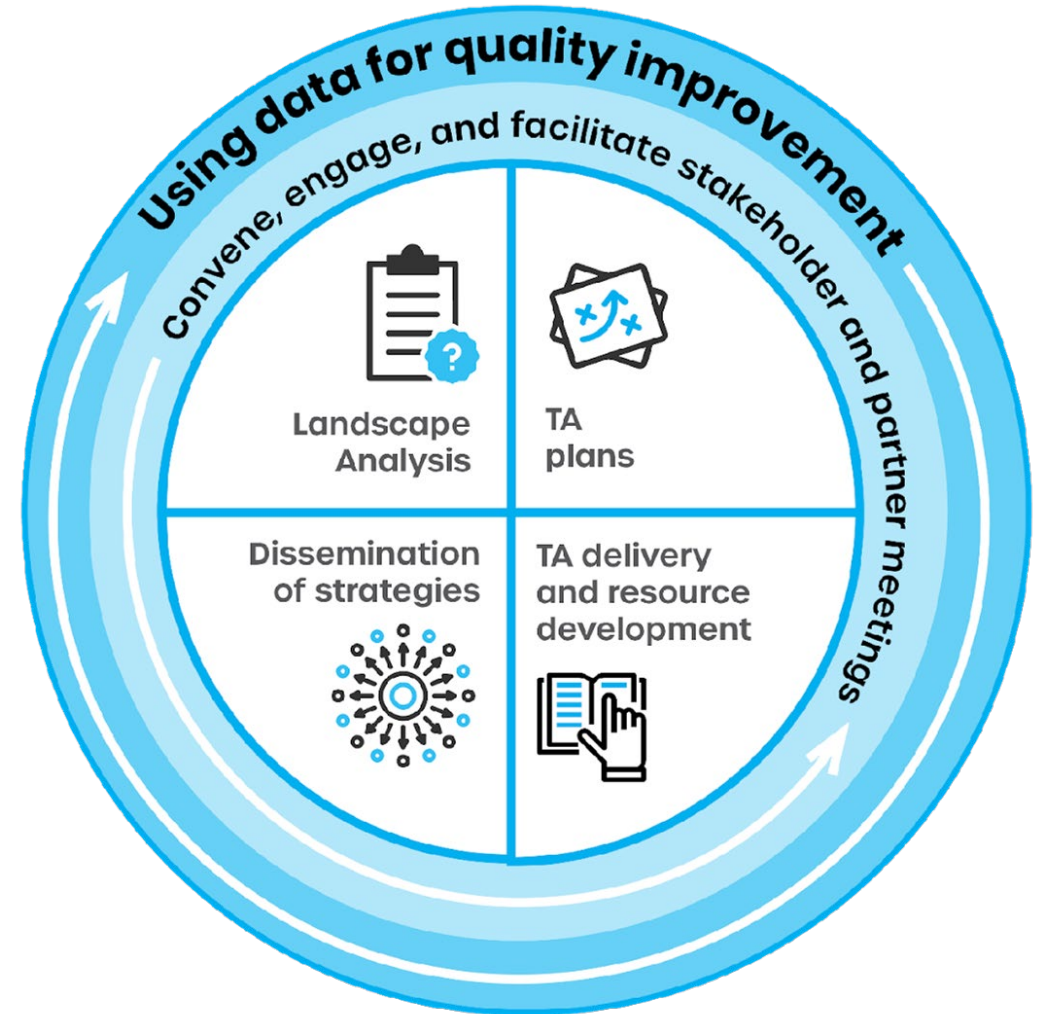 Using data for quality improvement
Convene, engage, and facilitate stakeholder and partner meetings
?
Landscape
Analysis
TA
plans
Dissemination
of strategies
TA delivery
and resource
development